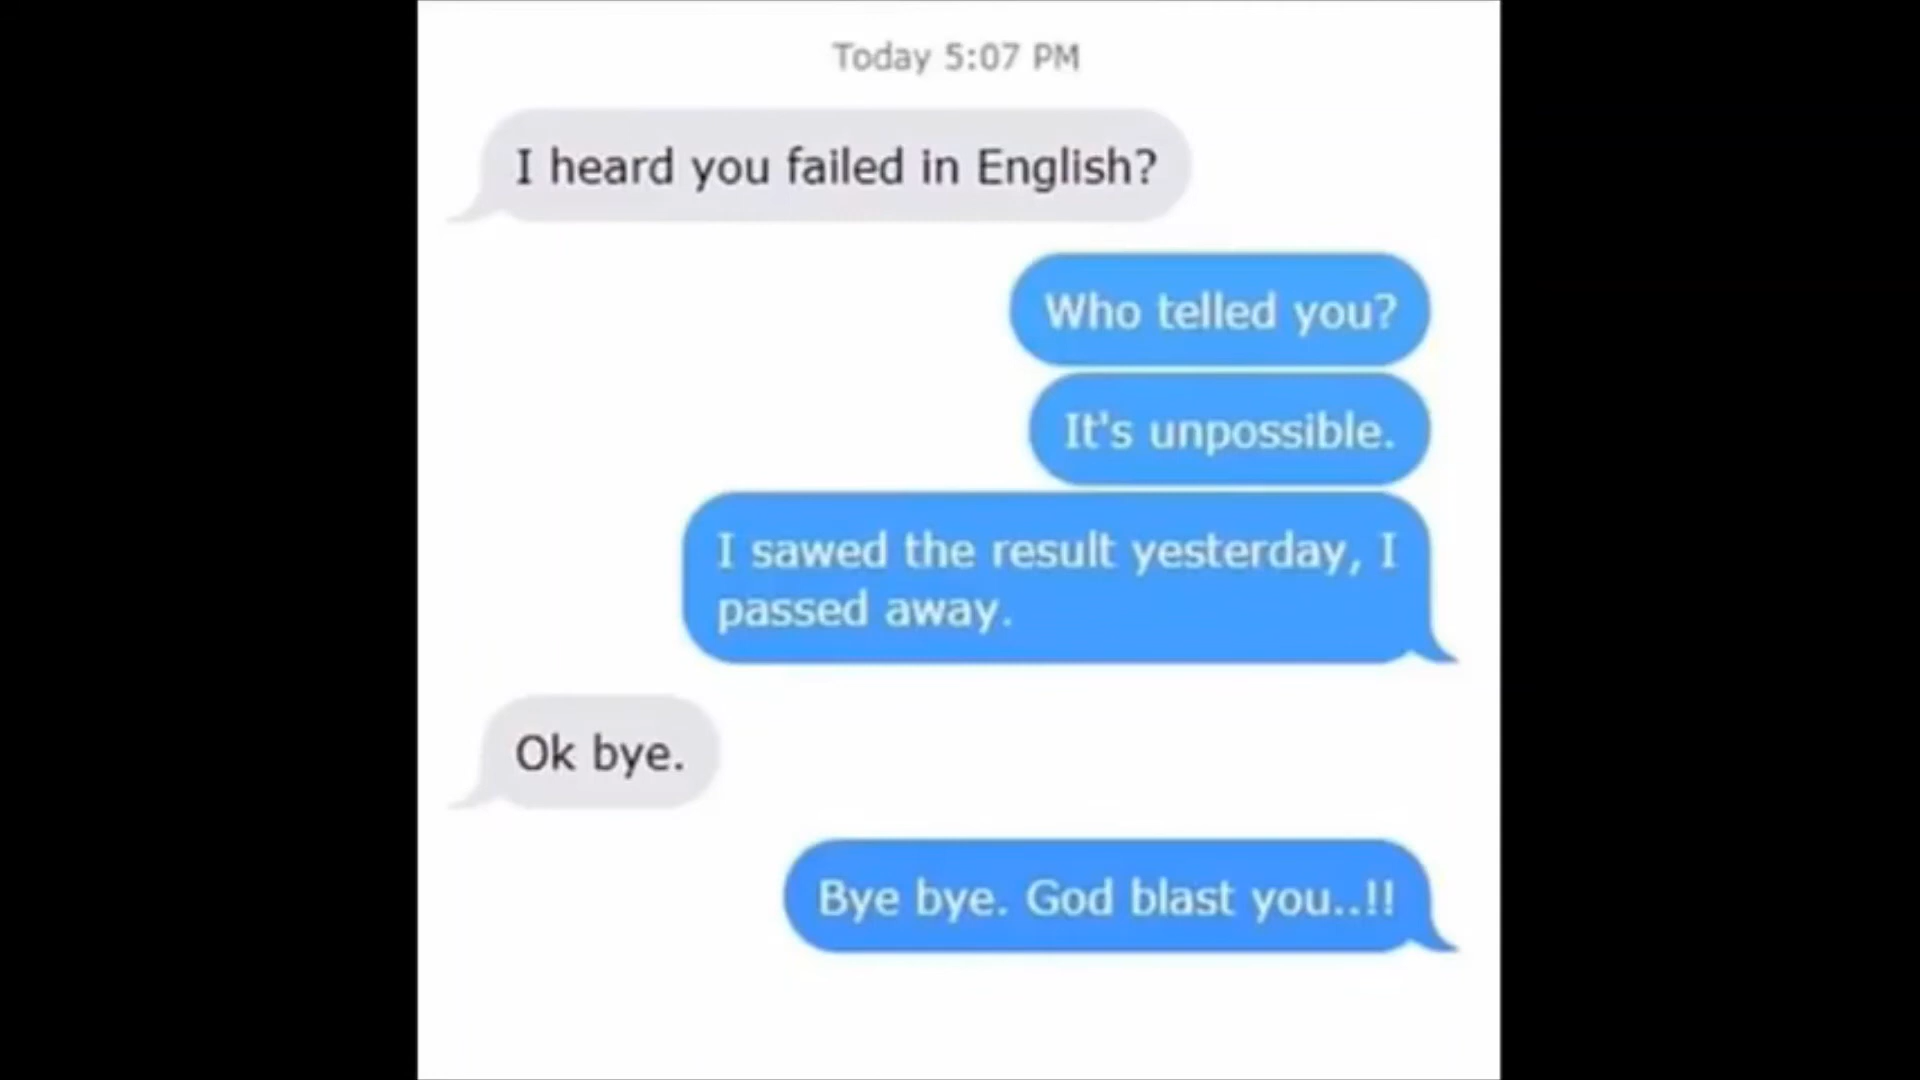 Today 5:07 PM
I heard you failed in English?
Who telled you?
It's unpossible.
I sawed the result yesterday, I
passed away.
Ok bye.
Bye bye. God blast you..!!